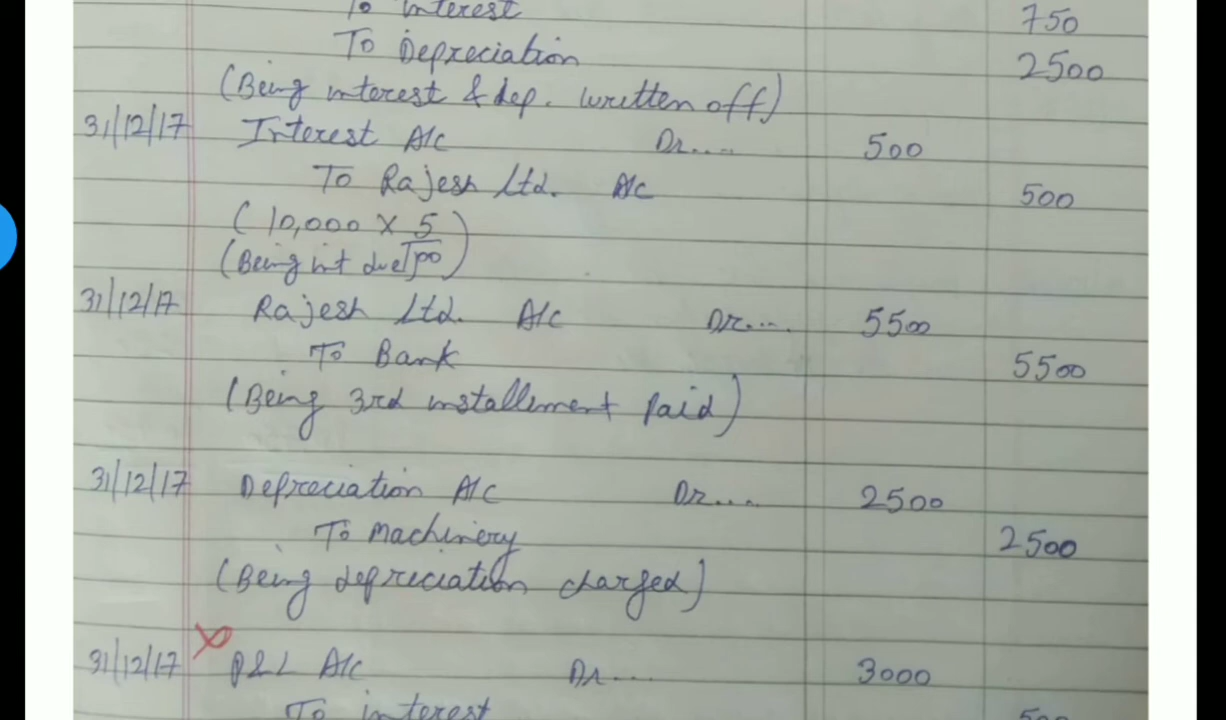 To interest 750
To Depreciation 2500
(Being interest & dep. written off)
31/12/17 Interest A/c Dr.... 500
To Rajesh Ltd. A/c 500
(10,000 X 5
(Being int due) 100)
31/12/17 Rajesh Ltd. A/c Dr.... 5500
To Bank 5500
(Being 3rd installement paid)
31/12/17 Depreciation A/c Dr.... 2500
To Machinery 2500
(Being depreciation charged)
31/12/17 P&L A/c Dr.... 3000
To interest 500